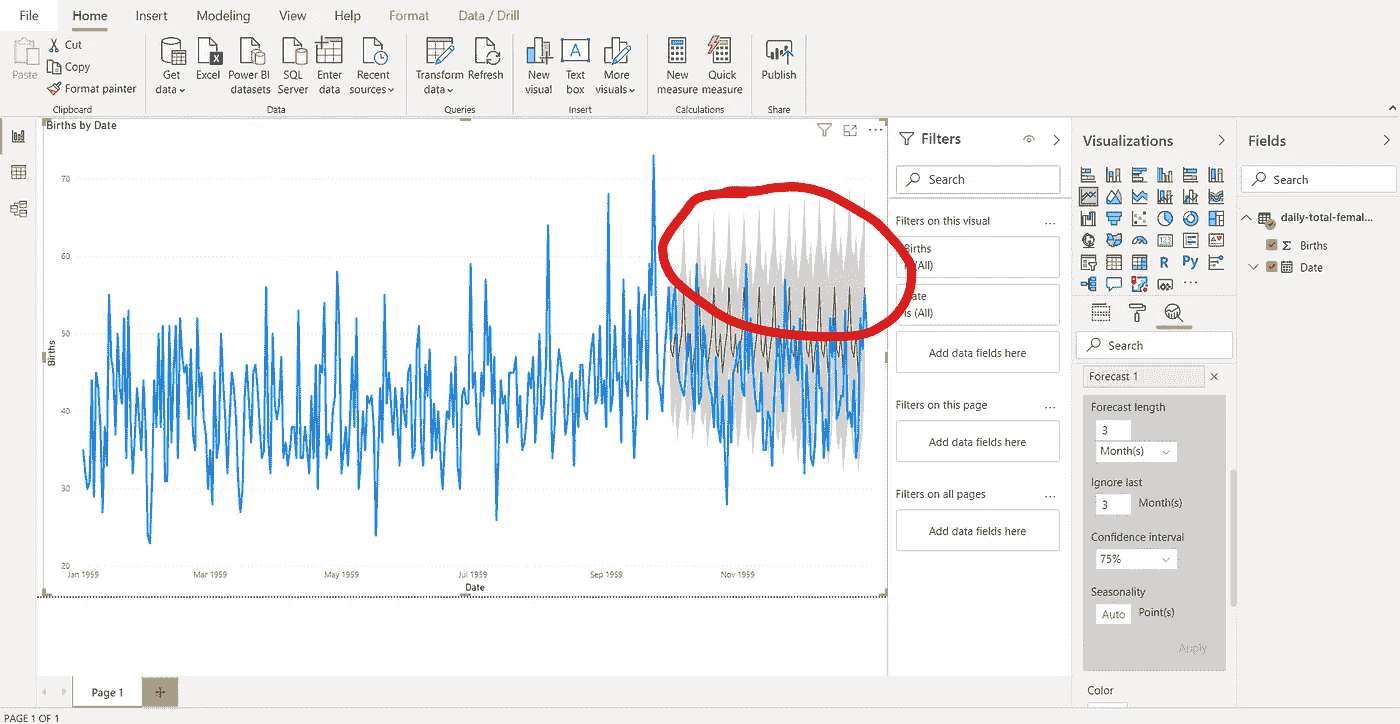 File Home Insert Modeling View Help Format Data / Drill
Paste
Cut
Copy
Format painter
Clipboard
Get data
Excel
Power BI datasets
SQL Server
Enter data
Recent sources
Data
Transform data
Refresh
Queries
New visual
Text box
More visuals
Insert
New measure
Quick measure
Calculations
Publish
Share
Births by Date
70
60
50
40
30
20
Births
Jan 1959 Mar 1959 May 1959 Jul 1959 Sep 1959 Nov 1959
Date
Filters
Search
Filters on this visual
...
Births
(All)
is (All)
Add data fields here
Filters on this page
...
Add data fields here
Filters on all pages
...
Add data fields here
Visualizations
R Py
123
...
Search
Forecast 1
Forecast length
3
Month(s)
Ignore last
3 Month(s)
Confidence interval
75%
Seasonality
Auto Point(s)
Apply
Color
Fields
Search
daily-total-femal...
Σ Births
Date
Page 1
PAGE 1 OF 1